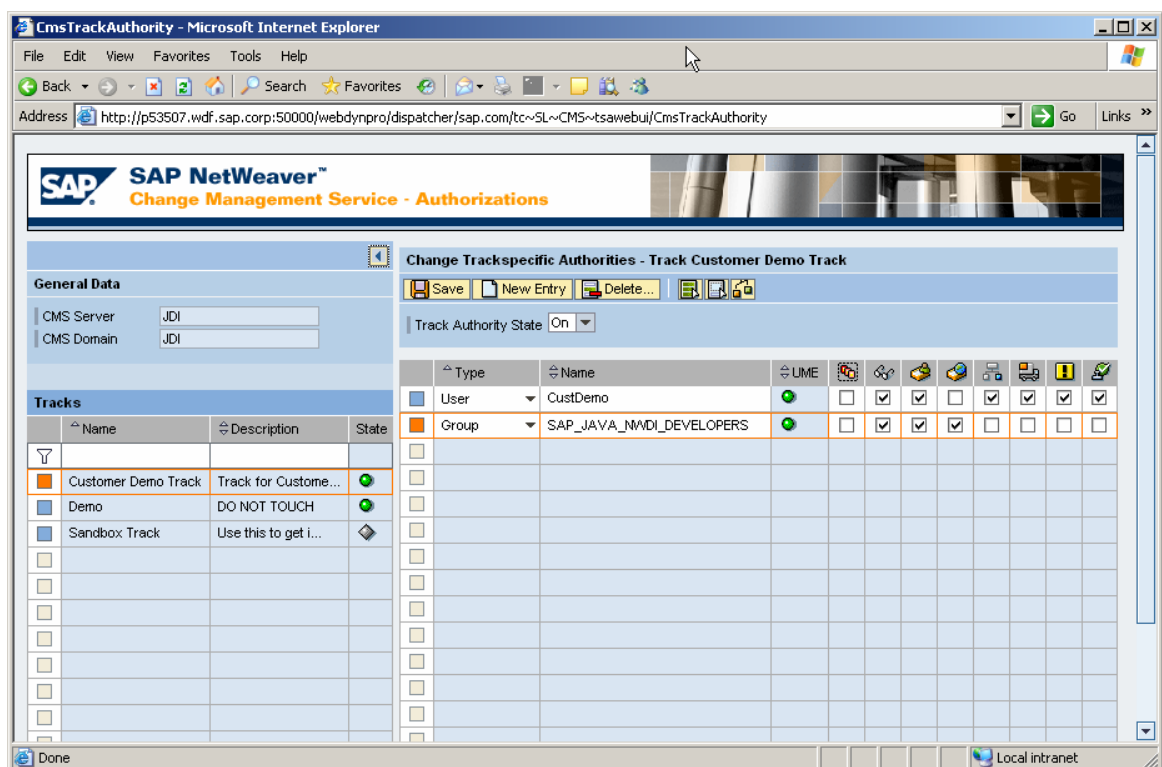 CmsTrackAuthority - Microsoft Internet Explorer
File Edit View Favorites Tools Help
Back Search Favorites
Address http://p53507.wdf.sap.corp:50000/webdynpro/dispatcher/sap.com/tc~SL~CMS~tsawebui/CmsTrackAuthority Go Links »
SAP SAP NetWeaver™
Change Management Service - Authorizations
General Data
CMS Server JDI
CMS Domain JDI
Tracks
Name Description State
Customer Demo Track Track for Custome...
Demo DO NOT TOUCH
Sandbox Track Use this to get i...
Change Trackspecific Authorities - Track Customer Demo Track
Save New Entry Delete...
Track Authority State On
Type Name UME
User CustDemo
Group SAP_JAVA_NWDI_DEVELOPERS
Done Local intranet